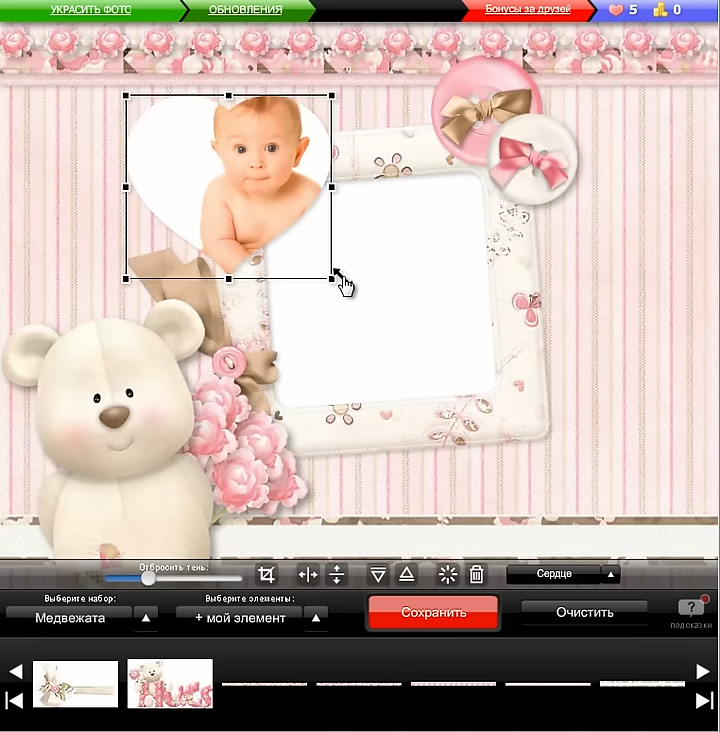 УКРАСИТЬ ФОТО
ОБНОВЛЕНИЯ
Бонусы за друзей
5
0
Отбросить тень:
Сердце
Выберите набор:
Медвежата
Выберите элементы:
+ мой элемент
Сохранить
Очистить
?
подсказки